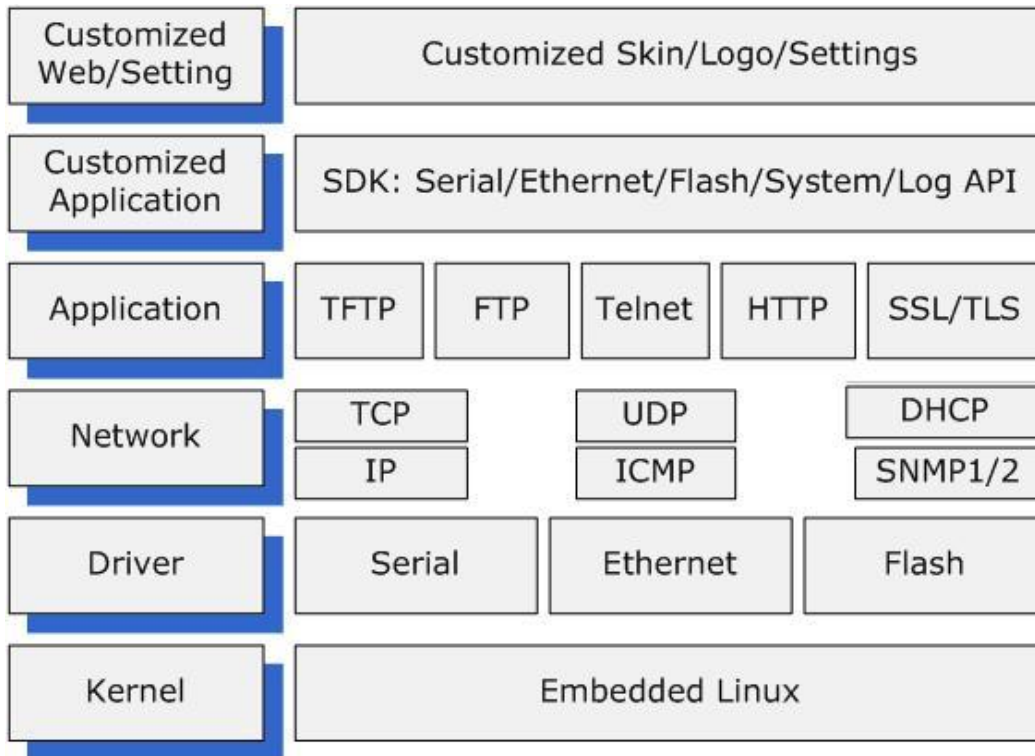 Customized
Web/Setting
Customized Skin/Logo/Settings
Customized
Application
SDK: Serial/Ethernet/Flash/System/Log API
Application
TFTP
FTP
Telnet
HTTP
SSL/TLS
Network
TCP
UDP
DHCP
IP
ICMP
SNMP1/2
Driver
Serial
Ethernet
Flash
Kernel
Embedded Linux